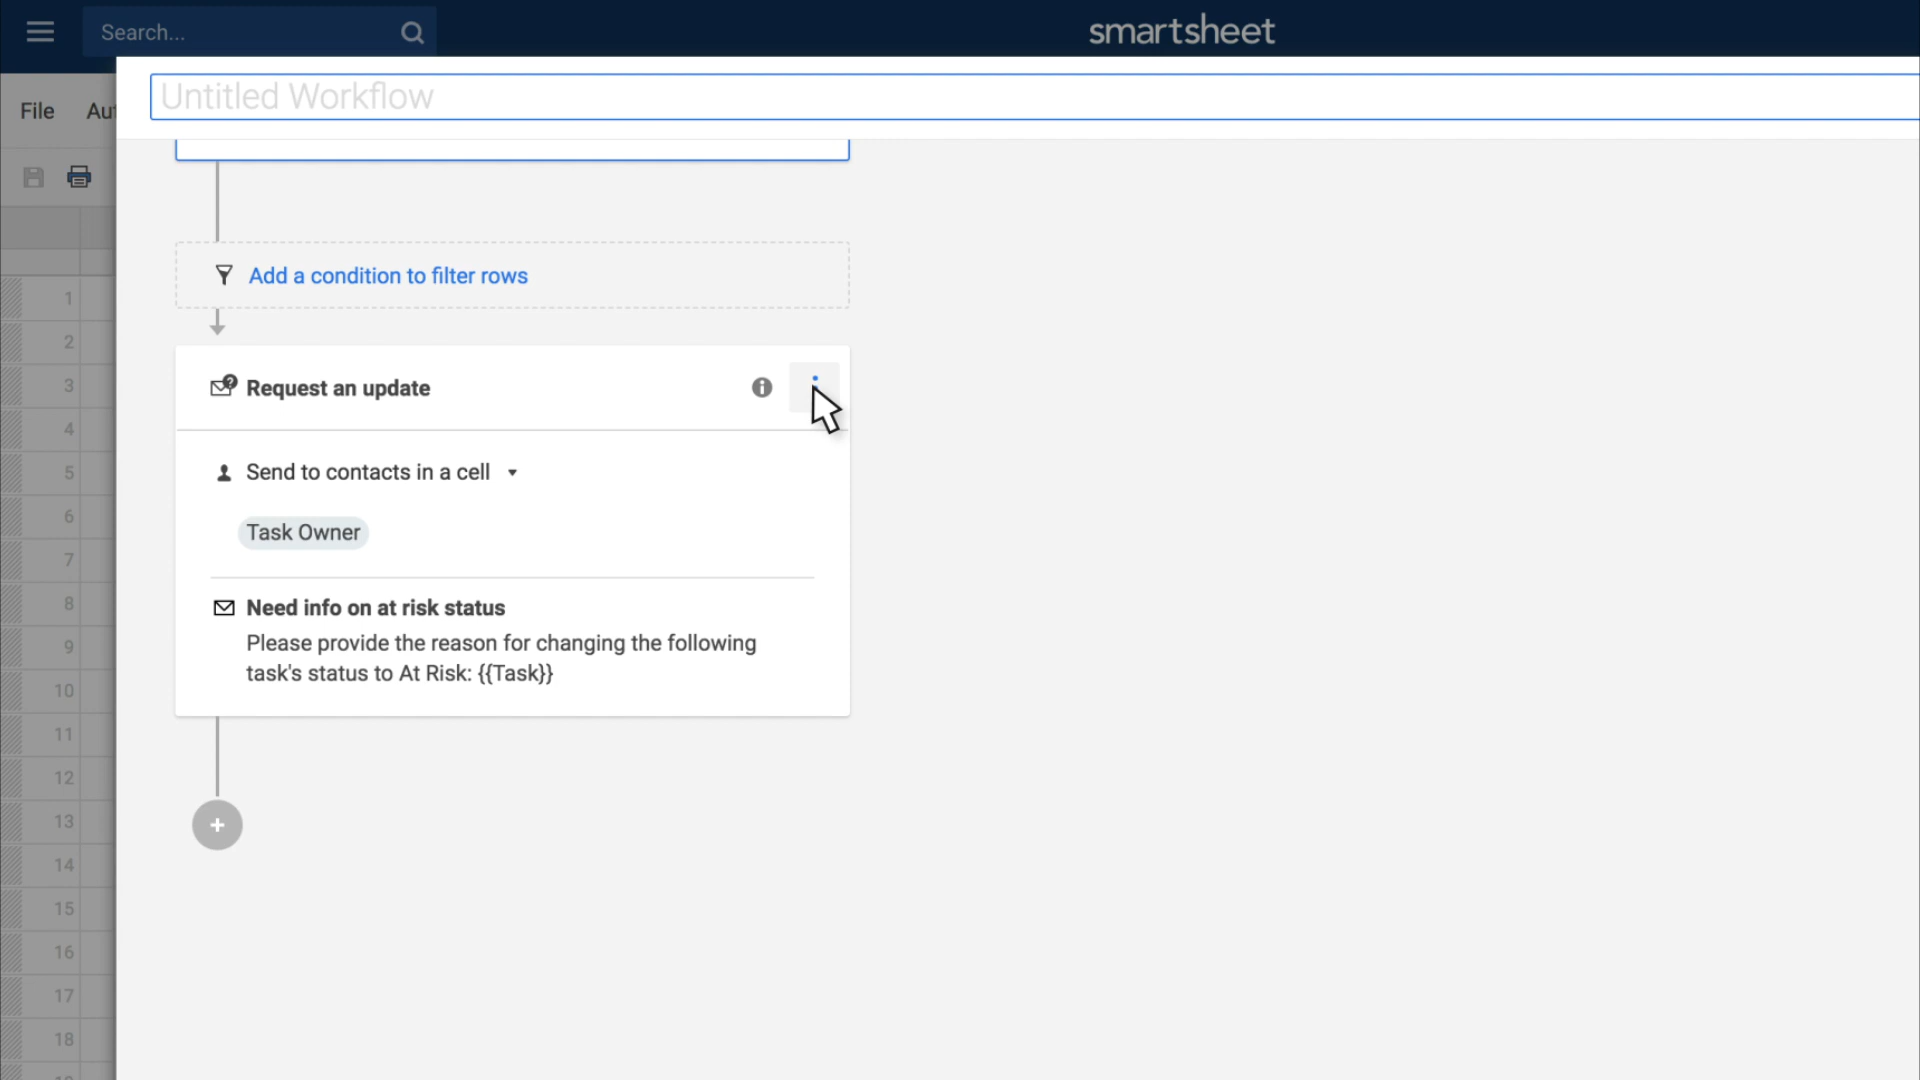 Search...
smartsheet
Untitled Workflow
File
Au
Add a condition to filter rows
Request an update
Send to contacts in a cell
Task Owner
Need info on at risk status
Please provide the reason for changing the following
task's status to At Risk: {{Task}}
1
2
3
4
5
6
7
8
9
10
11
12
13
14
15
16
17
18